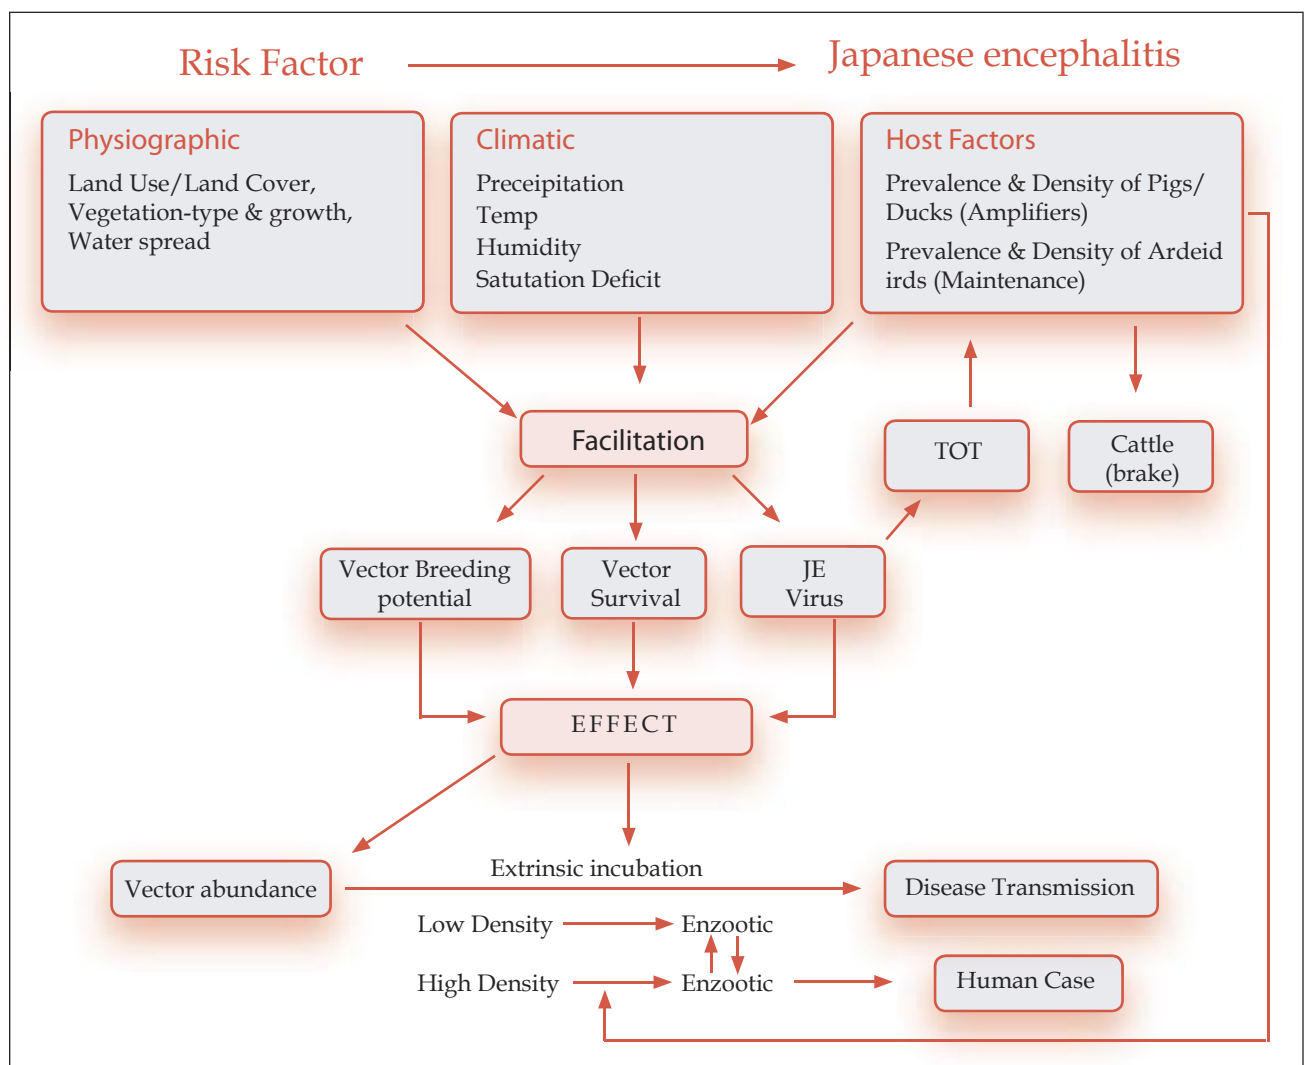 Risk Factor
Japanese encephalitis
Physiographic
Land Use/Land Cover,
Vegetation-type & growth,
Water spread
Climatic
Preceipitation
Temp
Humidity
Satutation Deficit
Host Factors
Prevalence & Density of Pigs/
Ducks (Amplifiers)
Prevalence & Density of Ardeid
irds (Maintenance)
Facilitation
TOT
Cattle
(brake)
Vector Breeding
potential
Vector
Survival
JE
Virus
EFFECT
Vector abundance
Extrinsic incubation
Disease Transmission
Low Density
Enzootic
High Density
Enzootic
Human Case